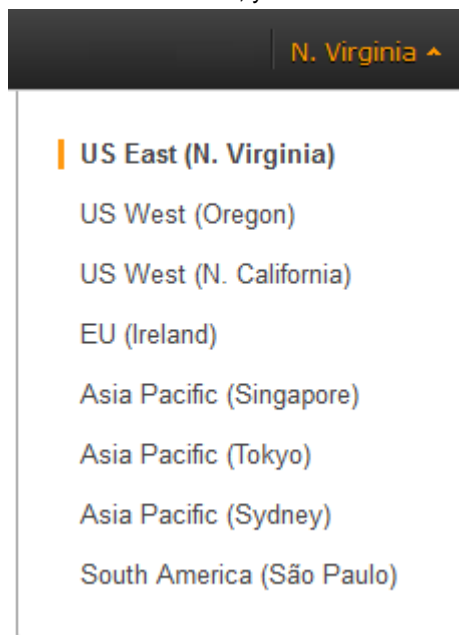 N. Virginia
US East (N. Virginia)
US West (Oregon)
US West (N. California)
EU (Ireland)
Asia Pacific (Singapore)
Asia Pacific (Tokyo)
Asia Pacific (Sydney)
South America (São Paulo)